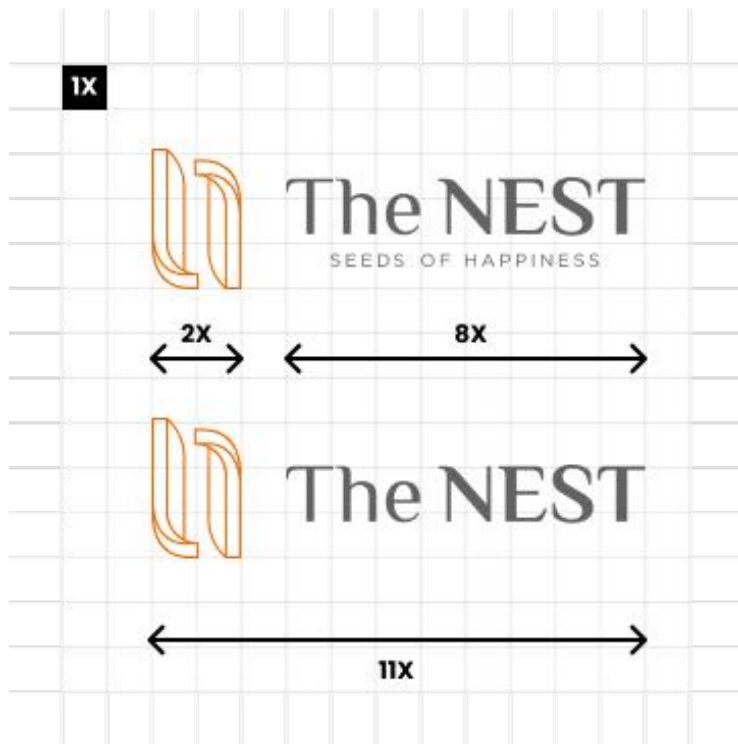 1X
The NEST
SEEDS OF HAPPINESS
2X
8X
The NEST
11X